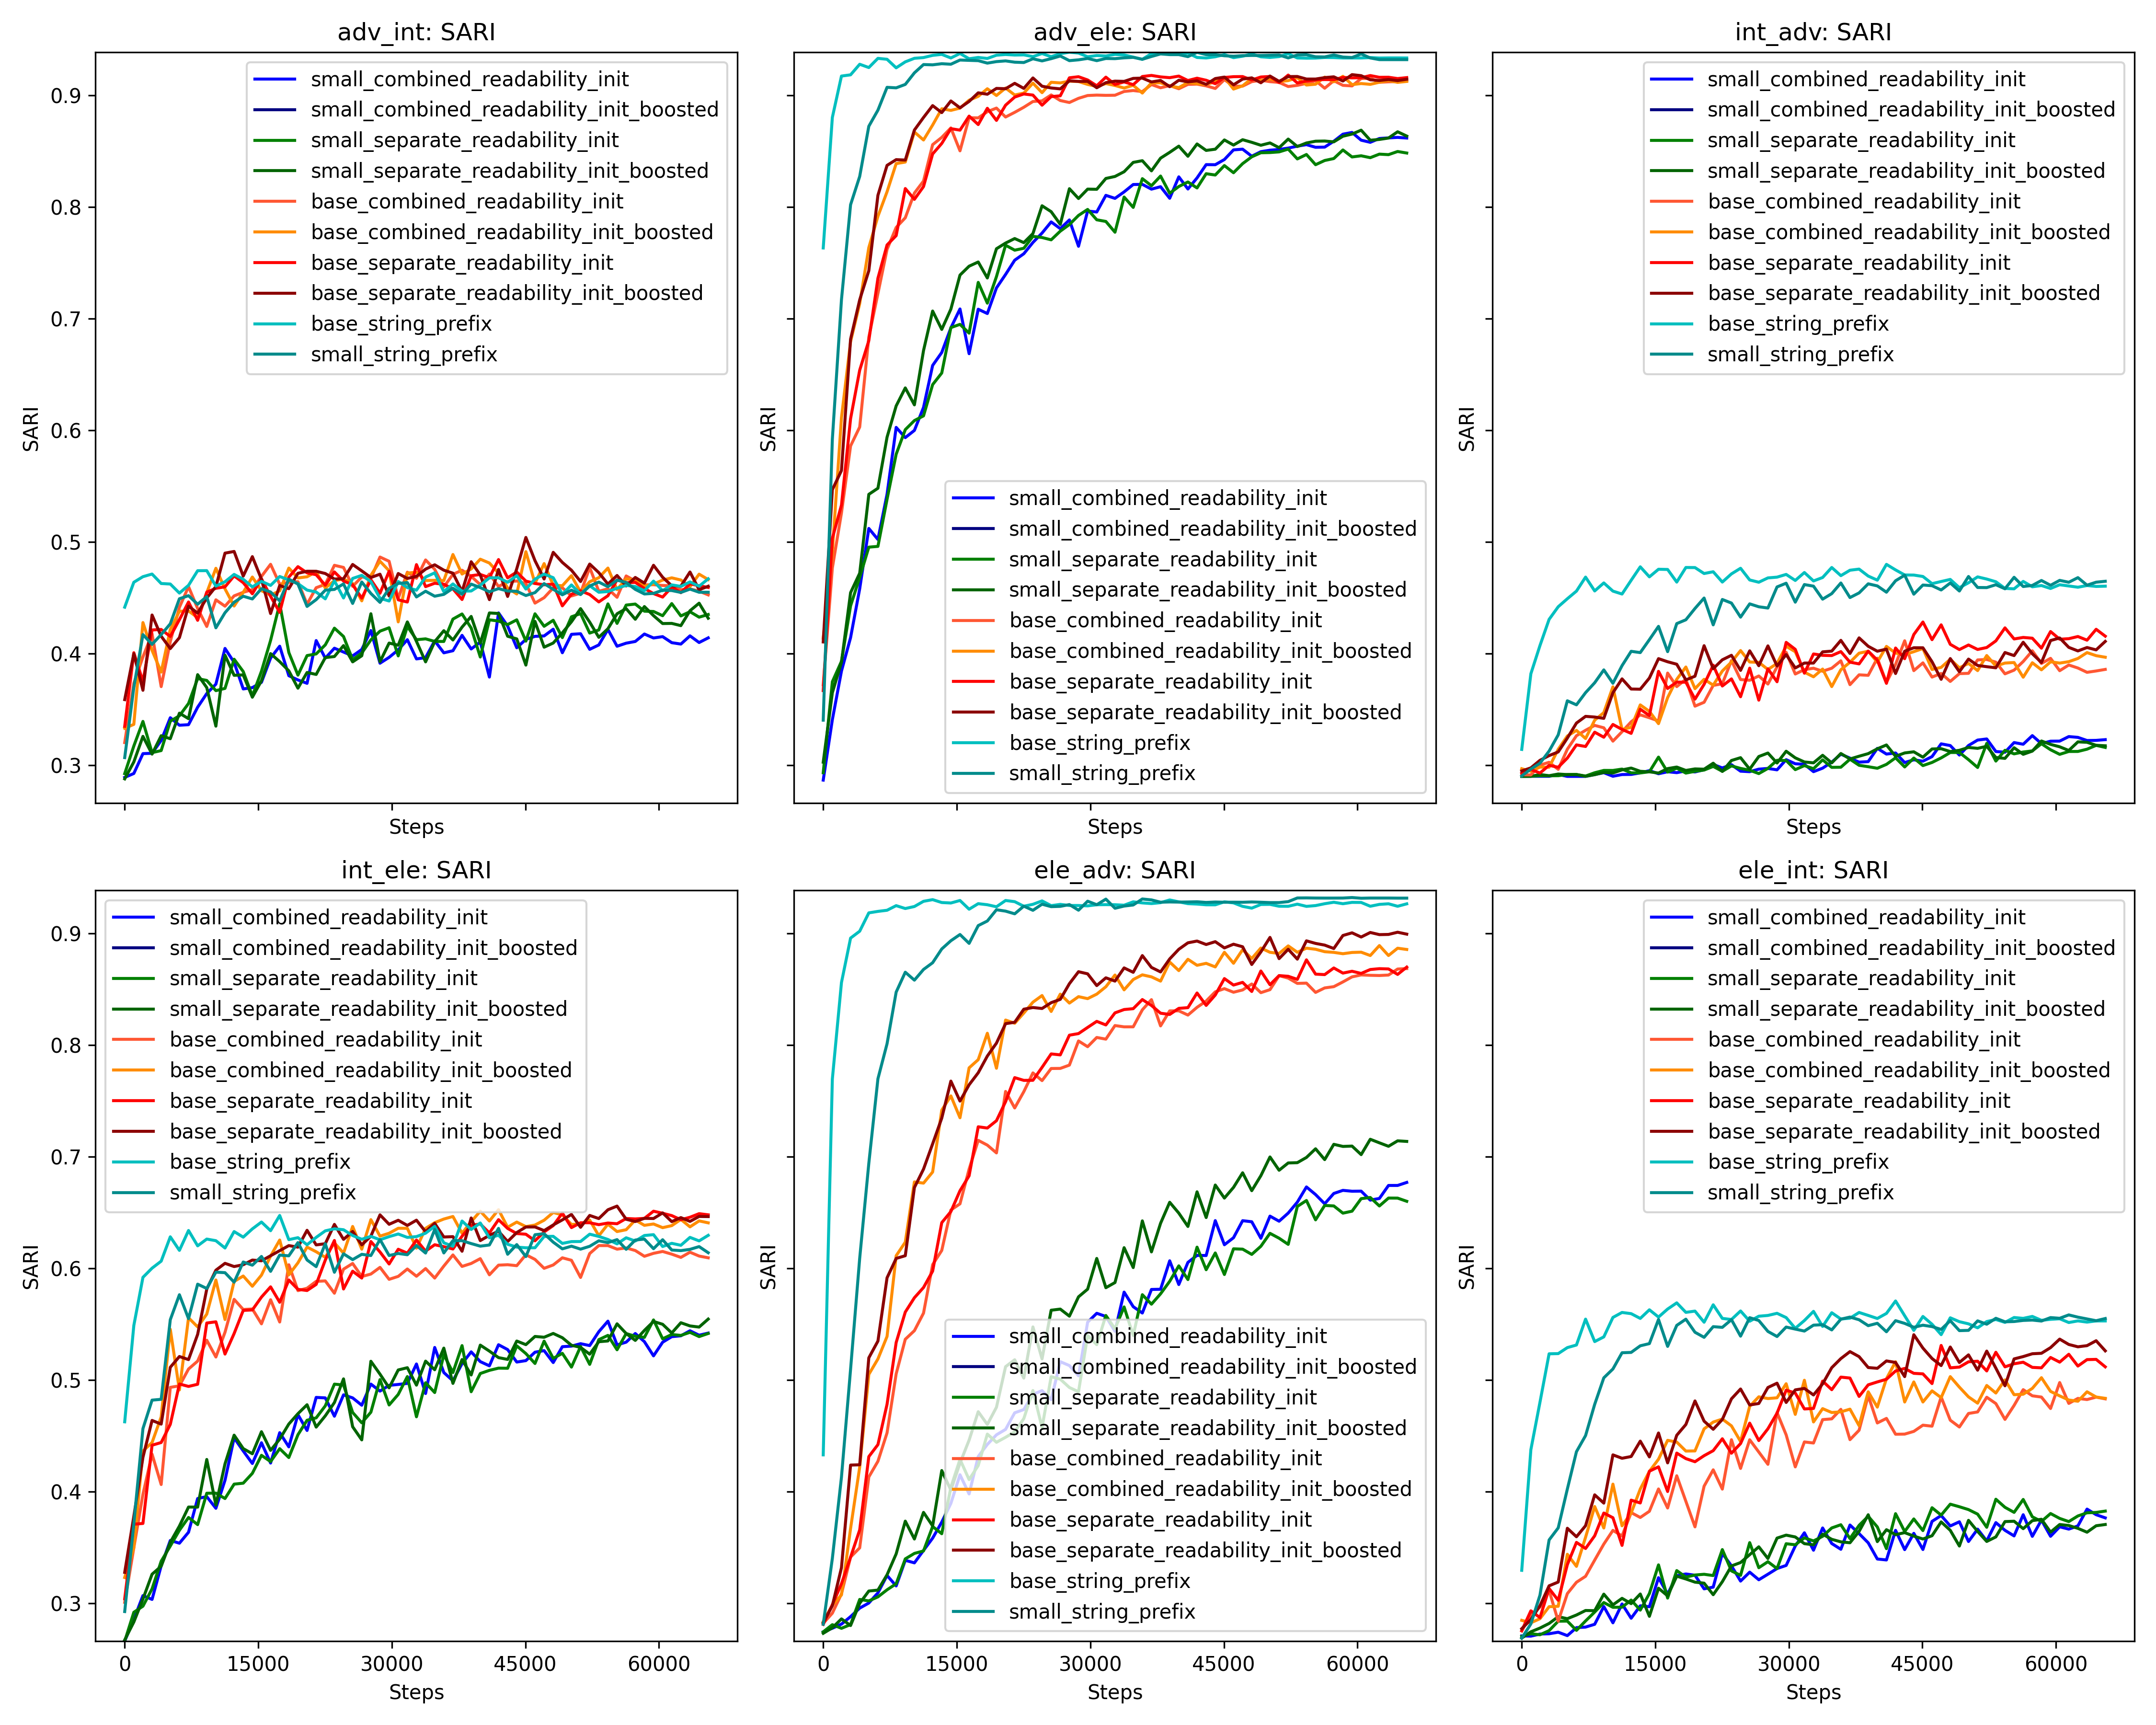 adv_int: SARI
SARI
0.9
0.8
0.7
0.6
0.5
0.4
0.3
small_combined_readability_init
small_combined_readability_init_boosted
small_separate_readability_init
small_separate_readability_init_boosted
base_combined_readability_init
base_combined_readability_init_boosted
base_separate_readability_init
base_separate_readability_init_boosted
base_string_prefix
small_string_prefix
Steps
adv_ele: SARI
SARI
small_combined_readability_init
small_combined_readability_init_boosted
small_separate_readability_init
small_separate_readability_init_boosted
base_combined_readability_init
base_combined_readability_init_boosted
base_separate_readability_init
base_separate_readability_init_boosted
base_string_prefix
small_string_prefix
Steps
int_adv: SARI
SARI
small_combined_readability_init
small_combined_readability_init_boosted
small_separate_readability_init
small_separate_readability_init_boosted
base_combined_readability_init
base_combined_readability_init_boosted
base_separate_readability_init
base_separate_readability_init_boosted
base_string_prefix
small_string_prefix
Steps
int_ele: SARI
SARI
0.9
0.8
0.7
0.6
0.5
0.4
0.3
small_combined_readability_init
small_combined_readability_init_boosted
small_separate_readability_init
small_separate_readability_init_boosted
base_combined_readability_init
base_combined_readability_init_boosted
base_separate_readability_init
base_separate_readability_init_boosted
base_string_prefix
small_string_prefix
0 15000 30000 45000 60000
Steps
ele_adv: SARI
SARI
small_combined_readability_init
small_combined_readability_init_boosted
small_separate_readability_init
small_separate_readability_init_boosted
base_combined_readability_init
base_combined_readability_init_boosted
base_separate_readability_init
base_separate_readability_init_boosted
base_string_prefix
small_string_prefix
0 15000 30000 45000 60000
Steps
ele_int: SARI
SARI
small_combined_readability_init
small_combined_readability_init_boosted
small_separate_readability_init
small_separate_readability_init_boosted
base_combined_readability_init
base_combined_readability_init_boosted
base_separate_readability_init
base_separate_readability_init_boosted
base_string_prefix
small_string_prefix
0 15000 30000 45000 60000
Steps